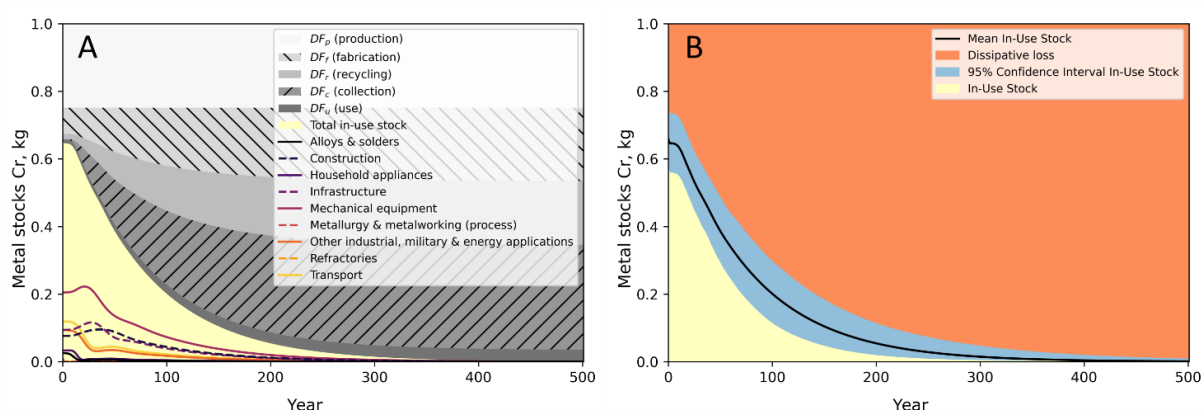 A
Metal stocks Cr, kg
1.0
0.8
0.6
0.4
0.2
0.0
DFp (production)
DFf (fabrication)
DFr (recycling)
DFc (collection)
DFu (use)
Total in-use stock
Alloys & solders
Construction
Household appliances
Infrastructure
Mechanical equipment
Metallurgy & metalworking (process)
Other industrial, military & energy applications
Refractories
Transport
0 100 200 300 400 500
Year
B
Metal stocks Cr, kg
1.0
0.8
0.6
0.4
0.2
0.0
Mean In-Use Stock
Dissipative loss
95% Confidence Interval In-Use Stock
In-Use Stock
0 100 200 300 400 500
Year